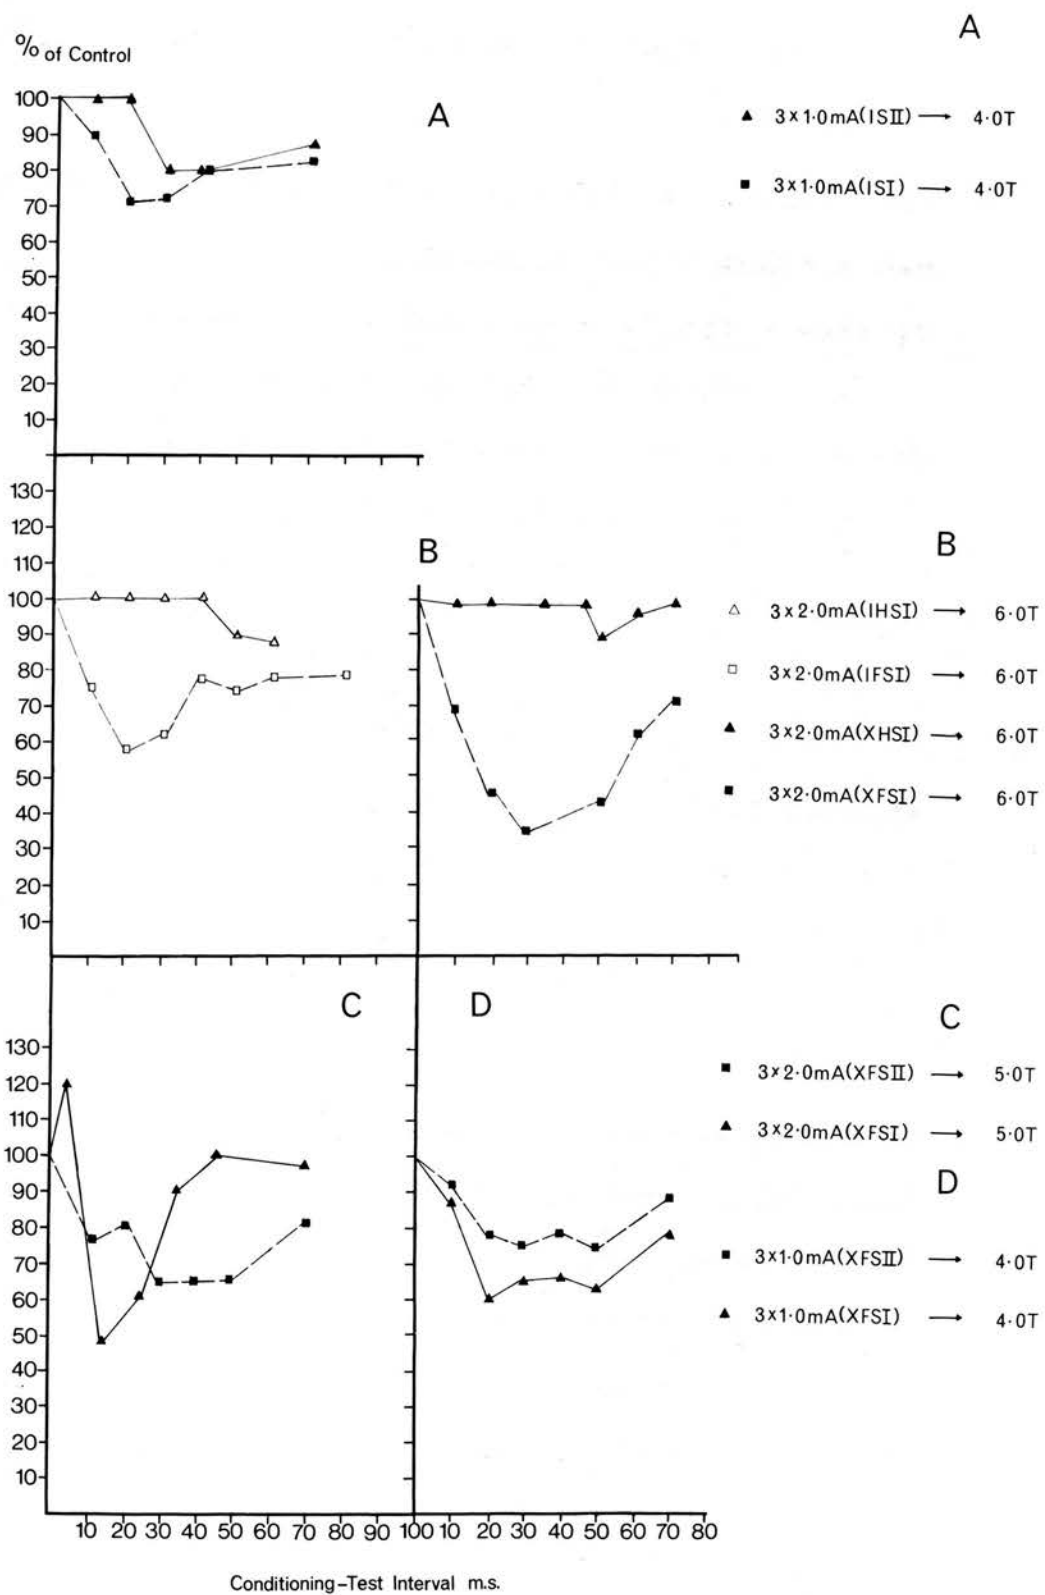 % of Control
A
A
100
90
80
70
60
50
40
30
20
10
▲ 3×1·0mA(ISII) → 4·0T
■ 3×1·0mA(ISI) → 4·0T
B
B
130
120
110
100
90
80
70
60
50
40
30
20
10
△ 3×2·0mA(IHSI) → 6·0T
□ 3×2·0mA(IFSI) → 6·0T
▲ 3×2·0mA(XHSI) → 6·0T
■ 3×2·0mA(XFSI) → 6·0T
C
D
130
120
110
100
90
80
70
60
50
40
30
20
10
C
■ 3×2·0mA(XFSII) → 5·0T
▲ 3×2·0mA(XFSI) → 5·0T
D
■ 3×1·0mA(XFSII) → 4·0T
▲ 3×1·0mA(XFSI) → 4·0T
10 20 30 40 50 60 70 80 90 100 10 20 30 40 50 60 70 80
Conditioning-Test Interval m.s.